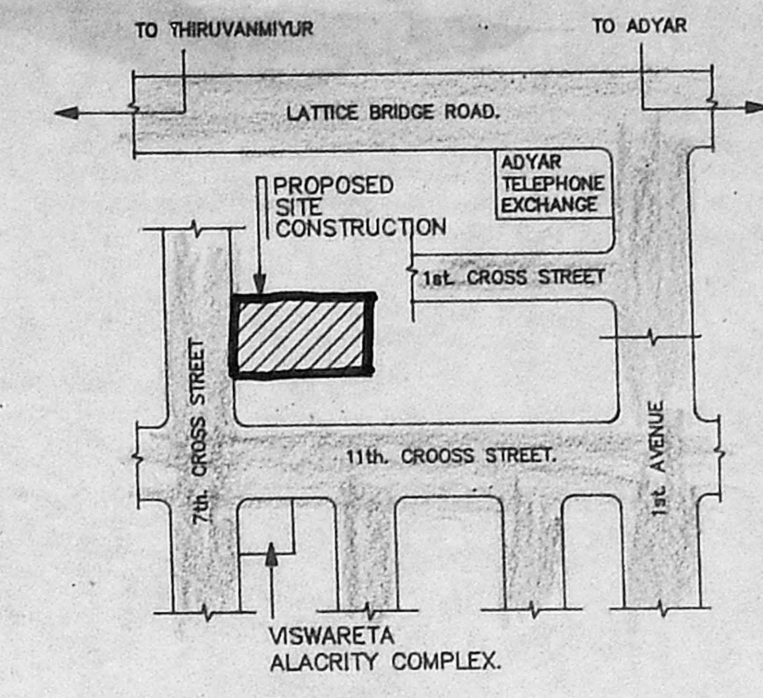 TO THIRUVANMIYUR
TO ADYAR
LATTICE BRIDGE ROAD.
ADYAR
TELEPHONE
EXCHANGE
PROPOSED
SITE
CONSTRUCTION
1st. CROSS STREET
7th. CROSS STREET
11th. CROOSS STREET.
1st. AVENUE
VISWARETA
ALACRITY COMPLEX.